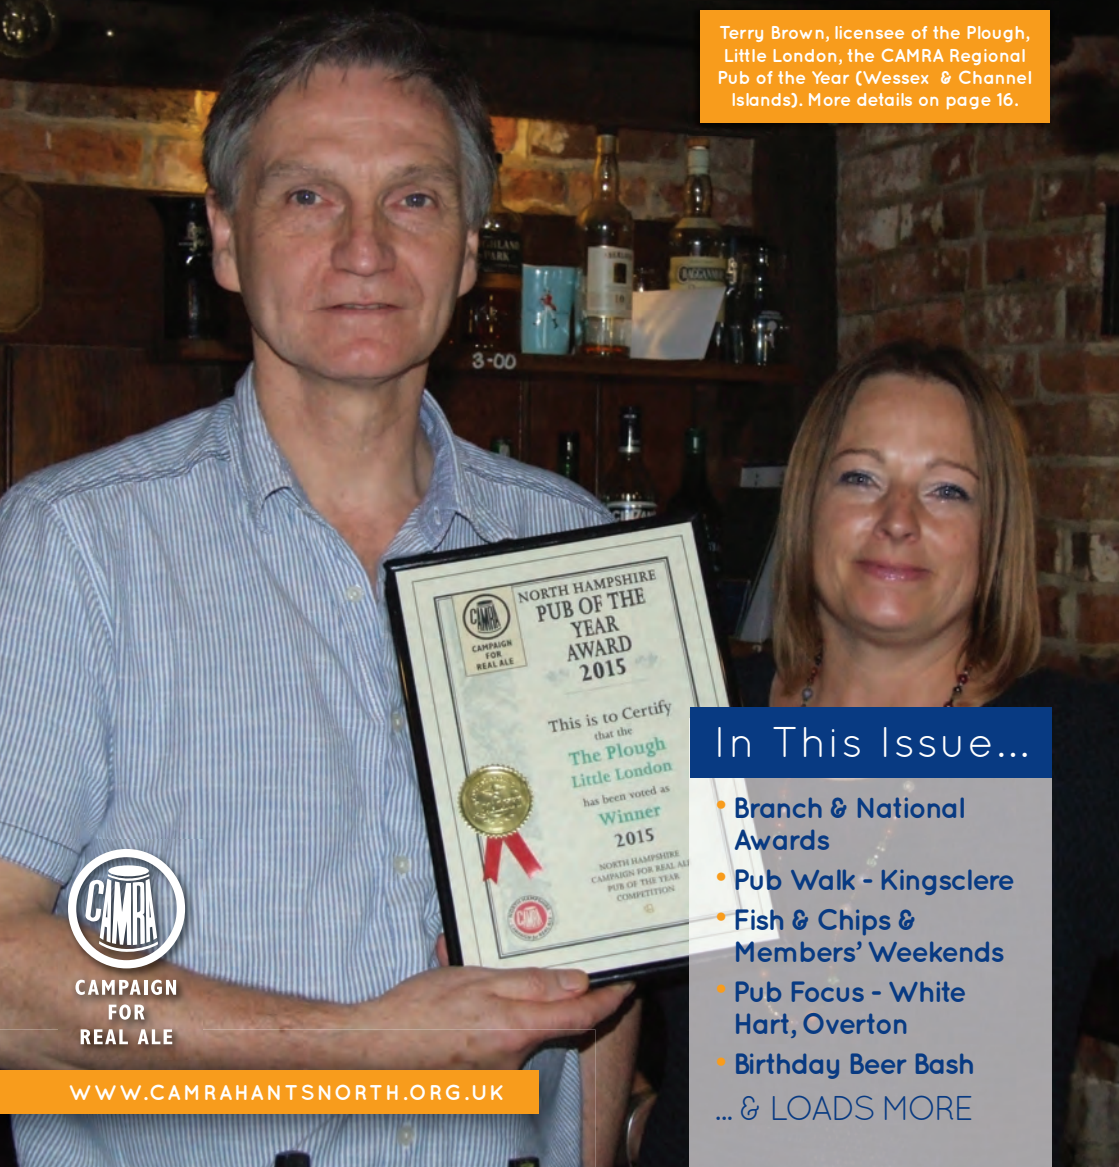 Terry Brown, licensee of the Plough,
Little London, the CAMRA Regional
Pub of the Year (Wessex & Channel
Islands). More details on page 16.
HIGHLAND
PARK
CRAGGANMORE
3-00
CAMRA
CAMPAIGN
FOR
REAL ALE
NORTH HAMPSHIRE
PUB OF THE
YEAR
AWARD
2015
This is to Certify
that the
The Plough
Little London
has been voted as
Winner
2015
NORTH HAMPSHIRE
CAMPAIGN FOR REAL AL
PUB OF THE YEAR
COMPETITION
CAMRA
In This Issue...
• Branch & National
Awards
• Pub Walk - Kingsclere
• Fish & Chips &
Members' Weekends
• Pub Focus - White
Hart, Overton
• Birthday Beer Bash
... & LOADS MORE
CAMRA
CAMPAIGN
FOR
REAL ALE
WWW.CAMRAHANTSNORTH.ORG.UK